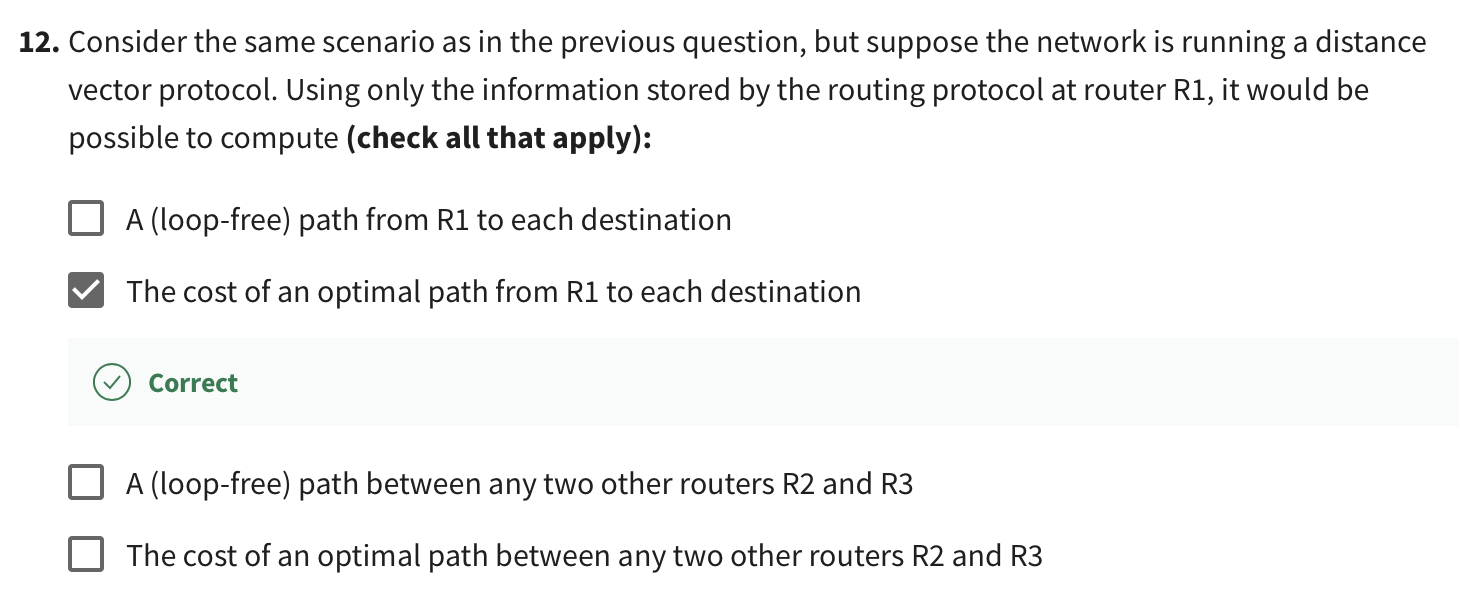 12. Consider the same scenario as in the previous question, but suppose the network is running a distance
vector protocol. Using only the information stored by the routing protocol at router R1, it would be
possible to compute (check all that apply):
A (loop-free) path from R1 to each destination
The cost of an optimal path from R1 to each destination
Correct
A (loop-free) path between any two other routers R2 and R3
The cost of an optimal path between any two other routers R2 and R3